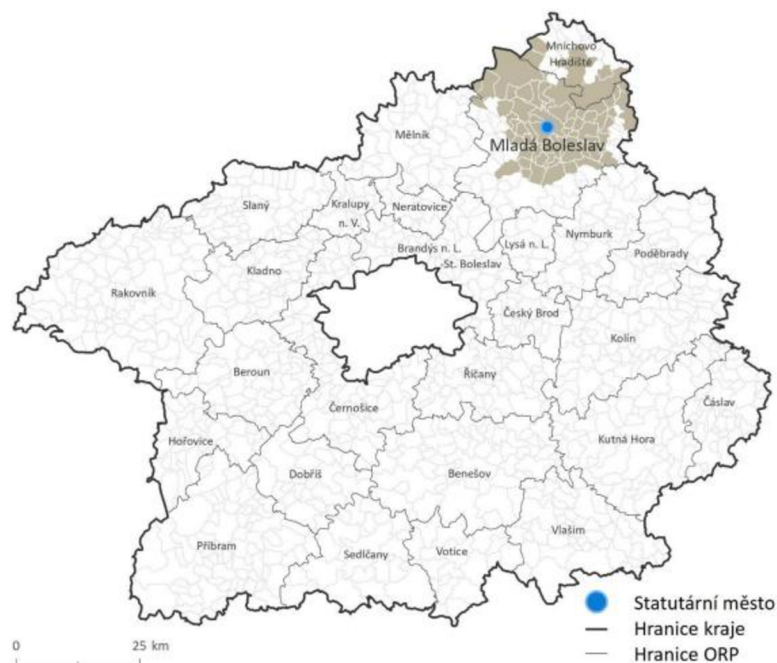 Mnichovo
Hradiště
Mělník
Mladá Boleslav
Slaný
Kralupy
n. V.
Neratovice
Nymburk
Brandýs n. L.
St. Boleslav
Lysá n. L.
Poděbrady
Kladno
Rakovník
Český Brod
Kolín
Beroun
Říčany
Černošice
Čáslav
Hořovice
Kutná Hora
Dobříš
Benešov
Vlašim
Příbram
Sedlčany
Votice
Statutární město
Hranice kraje
Hranice ORP
0 25 km